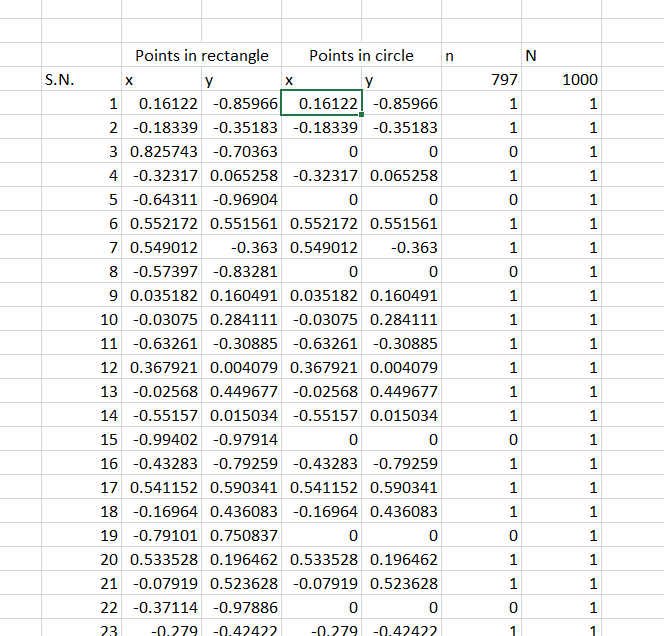 Points in rectangle Points in circle n N
S.N. x y x y 797 1000
1 0.16122 -0.85966 0.16122 -0.85966 1 1
2 -0.18339 -0.35183 -0.18339 -0.35183 1 1
3 0.825743 -0.70363 0 0 0 1
4 -0.32317 0.065258 -0.32317 0.065258 1 1
5 -0.64311 -0.96904 0 0 0 1
6 0.552172 0.551561 0.552172 0.551561 1 1
7 0.549012 -0.363 0.549012 -0.363 1 1
8 -0.57397 -0.83281 0 0 0 1
9 0.035182 0.160491 0.035182 0.160491 1 1
10 -0.03075 0.284111 -0.03075 0.284111 1 1
11 -0.63261 -0.30885 -0.63261 -0.30885 1 1
12 0.367921 0.004079 0.367921 0.004079 1 1
13 -0.02568 0.449677 -0.02568 0.449677 1 1
14 -0.55157 0.015034 -0.55157 0.015034 1 1
15 -0.99402 -0.97914 0 0 0 1
16 -0.43283 -0.79259 -0.43283 -0.79259 1 1
17 0.541152 0.590341 0.541152 0.590341 1 1
18 -0.16964 0.436083 -0.16964 0.436083 1 1
19 -0.79101 0.750837 0 0 0 1
20 0.533528 0.196462 0.533528 0.196462 1 1
21 -0.07919 0.523628 -0.07919 0.523628 1 1
22 -0.37114 -0.97886 0 0 0 1
23 -0.279 -0.42422 -0.279 -0.42422 1 1